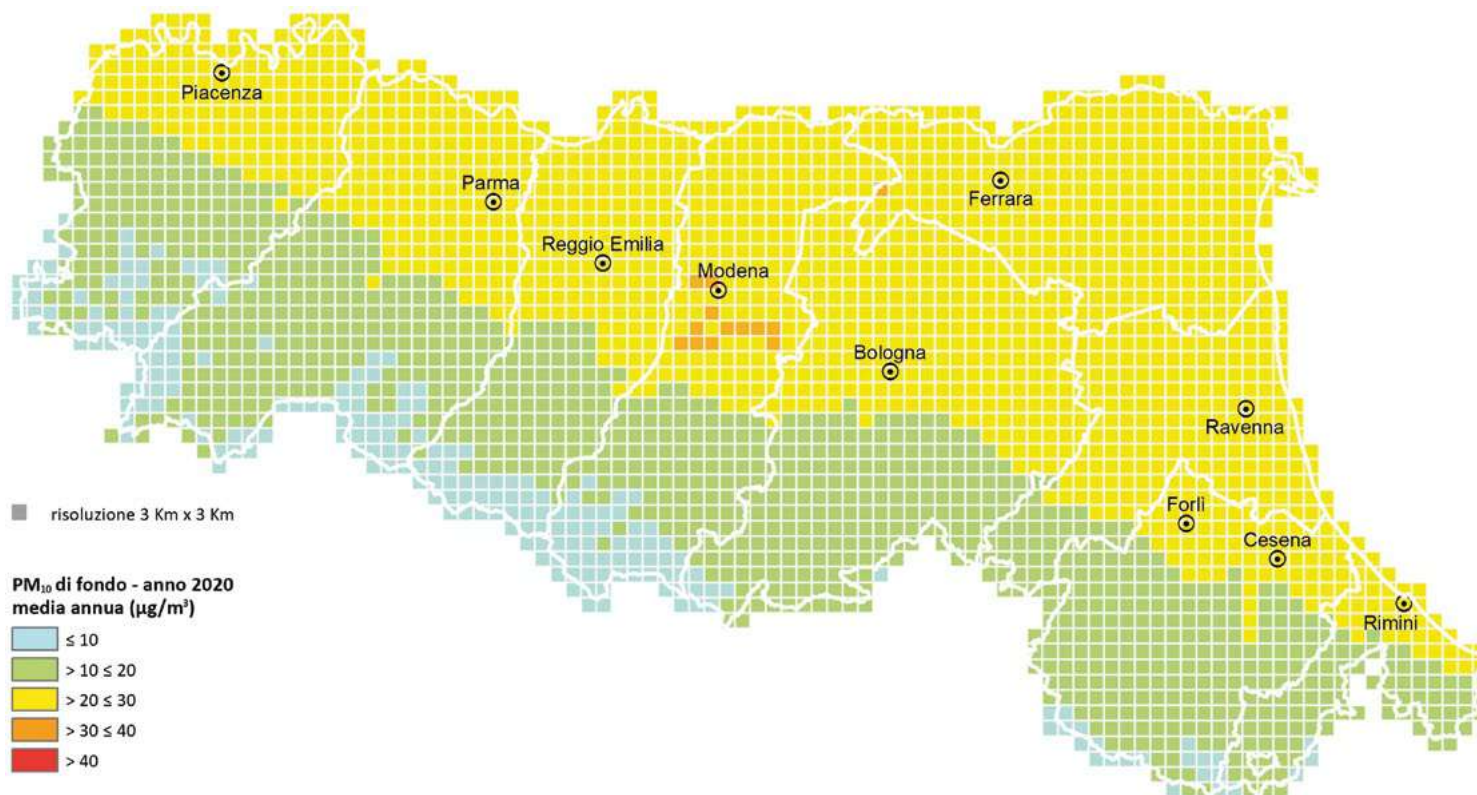 Piacenza
Parma
Ferrara
Reggio Emilia
Modena
Bologna
Ravenna
Forlì
Cesena
Rimini
risoluzione 3 Km x 3 Km
PM₁₀ di fondo - anno 2020
media annua (µg/m³)
≤ 10
> 10 ≤ 20
> 20 ≤ 30
> 30 ≤ 40
> 40